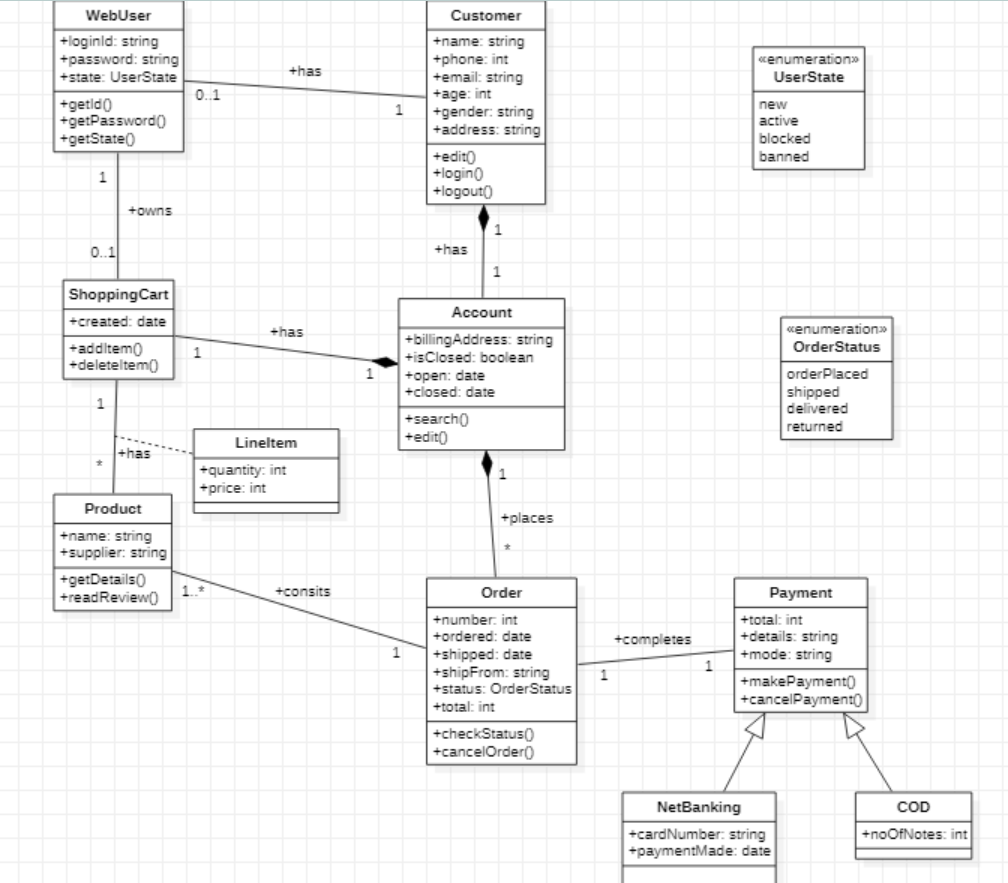 WebUser
+loginId: string
+password: string
+state: UserState
+getId()
+getPassword()
+getState()
Customer
+name: string
+phone: int
+email: string
+age: int
+gender: string
+address: string
+edit()
+login()
+logout()
«enumeration»
UserState
new
active
blocked
banned
+has
0..1
1
1
+owns
0..1
1
+has
1
ShoppingCart
+created: date
+addItem()
+deleteItem()
+has
1
1
Account
+billingAddress: string
+isClosed: boolean
+open: date
+closed: date
+search()
+edit()
«enumeration»
OrderStatus
orderPlaced
shipped
delivered
returned
1
+has
*
LineItem
+quantity: int
+price: int
1
+places
*
Product
+name: string
+supplier: string
+getDetails()
+readReview()
1..*
+consits
1
Order
+number: int
+ordered: date
+shipped: date
+shipFrom: string
+status: OrderStatus
+total: int
+checkStatus()
+cancelOrder()
+completes
1
1
Payment
+total: int
+details: string
+mode: string
+makePayment()
+cancelPayment()
NetBanking
+cardNumber: string
+paymentMade: date
COD
+noOfNotes: int